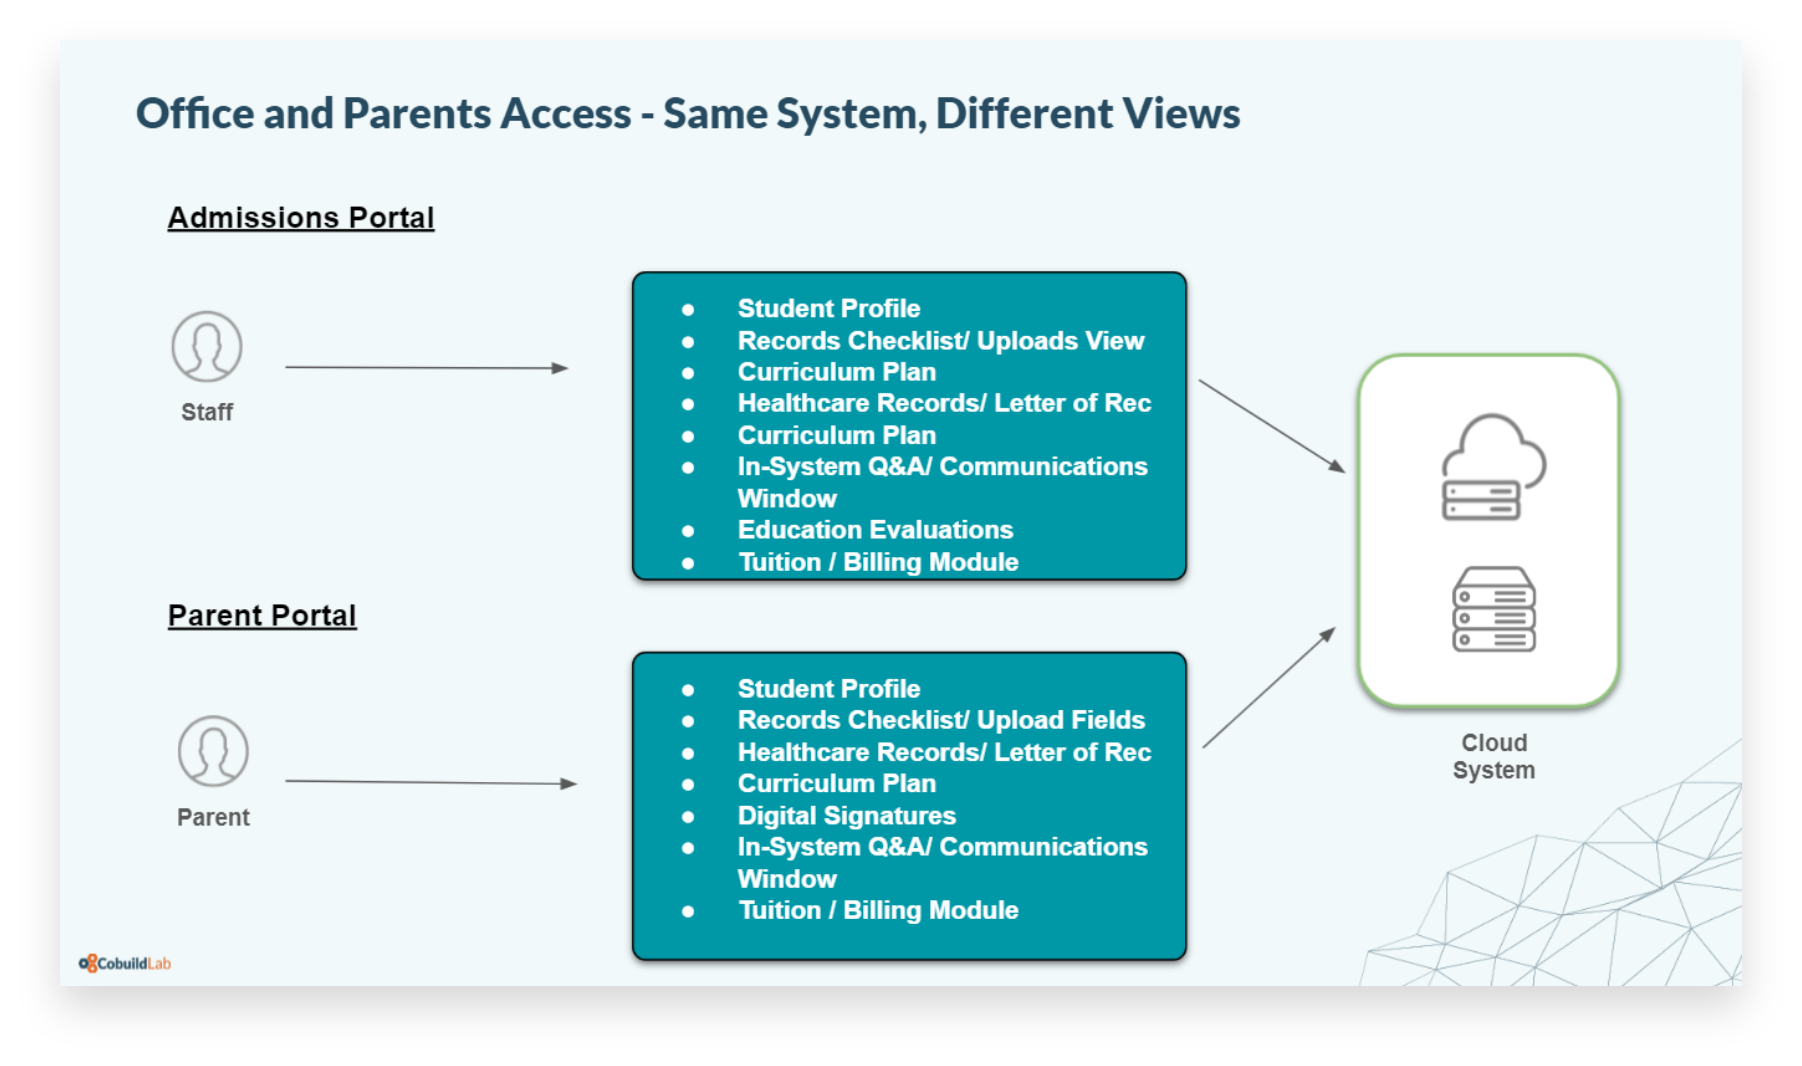 Office and Parents Access - Same System, Different Views
Admissions Portal
Staff
● Student Profile
● Records Checklist/ Uploads View
● Curriculum Plan
● Healthcare Records/ Letter of Rec
● Curriculum Plan
● In-System Q&A/ Communications
Window
● Education Evaluations
● Tuition / Billing Module
Parent Portal
Parent
● Student Profile
● Records Checklist/ Upload Fields
● Healthcare Records/ Letter of Rec
● Curriculum Plan
● Digital Signatures
● In-System Q&A/ Communications
Window
● Tuition / Billing Module
Cloud
System
CobuildLab